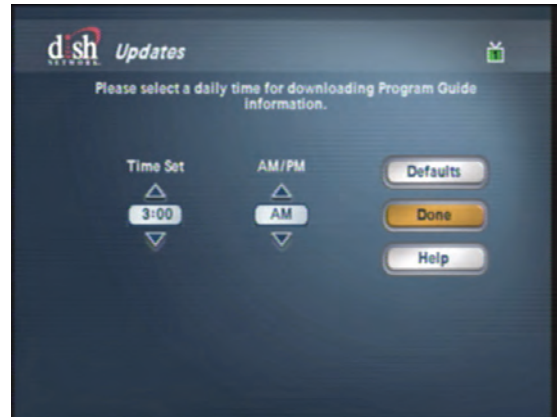 dish Updates
NETWORK
Please select a daily time for downloading Program Guide
information.
Time Set AM/PM Defaults
3:00 AM Done
Help